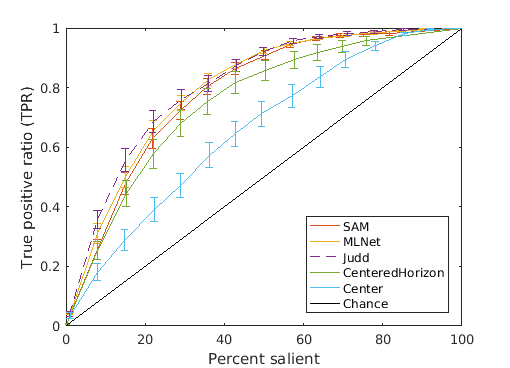 1
0.8
0.6
0.4
0.2
0
True positive ratio (TPR)
0 20 40 60 80 100
Percent salient
SAM
MLNet
Judd
CenteredHorizon
Center
Chance